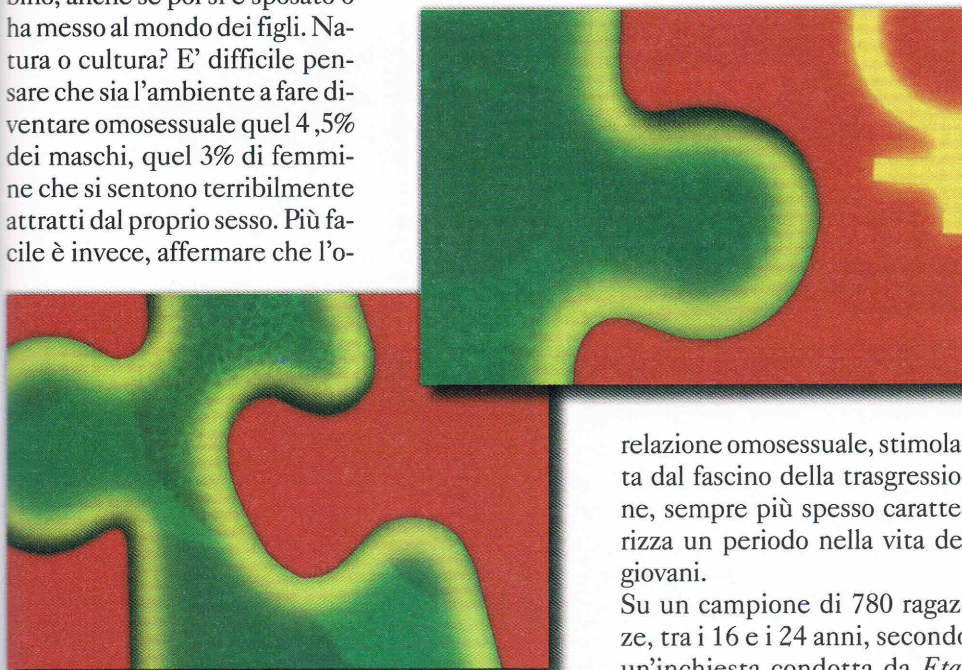 bino, anche se poi si è sposato o
ha messo al mondo dei figli. Na-
tura o cultura? E' difficile pen-
sare che sia l'ambiente a fare di-
ventare omosessuale quel 4,5%
dei maschi, quel 3% di femmi-
ne che si sentono terribilmente
attratti dal proprio sesso. Più fa-
cile è invece, affermare che l'o-
relazione omosessuale, stimola
ta dal fascino della trasgressio
ne, sempre più spesso caratte
rizza un periodo nella vita de
giovani.
Su un campione di 780 ragaz
ze, tra i 16 e i 24 anni, secondo
un'inchiesta condotta da Eta